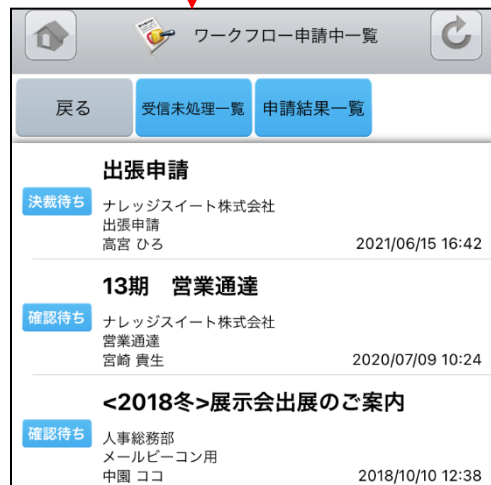 ワークフロー申請中一覧
戻る
受信未処理一覧
申請結果一覧
出張申請
決裁待ち
ナレッジスイート株式会社
出張申請
高宮 ひろ
2021/06/15 16:42
13期　営業通達
確認待ち
ナレッジスイート株式会社
営業通達
宮崎 貴生
2020/07/09 10:24
<2018冬>展示会出展のご案内
確認待ち
人事総務部
メールビーコン用
中園 ココ
2018/10/10 12:38